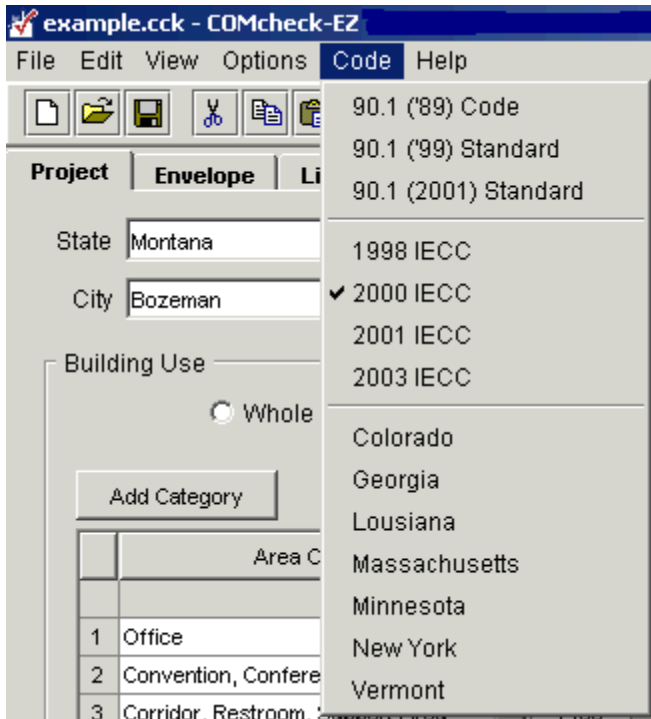 example.cck - COMcheck-EZ
File Edit View Options Code Help
Project Envelope Li
State Montana
City Bozeman
Building Use
Whole
Add Category
Area C
1 Office
2 Convention, Confere
3 Corridor, Restroom,
90.1 ('89) Code
90.1 ('99) Standard
90.1 (2001) Standard
1998 IECC
2000 IECC
2001 IECC
2003 IECC
Colorado
Georgia
Lousiana
Massachusetts
Minnesota
New York
Vermont